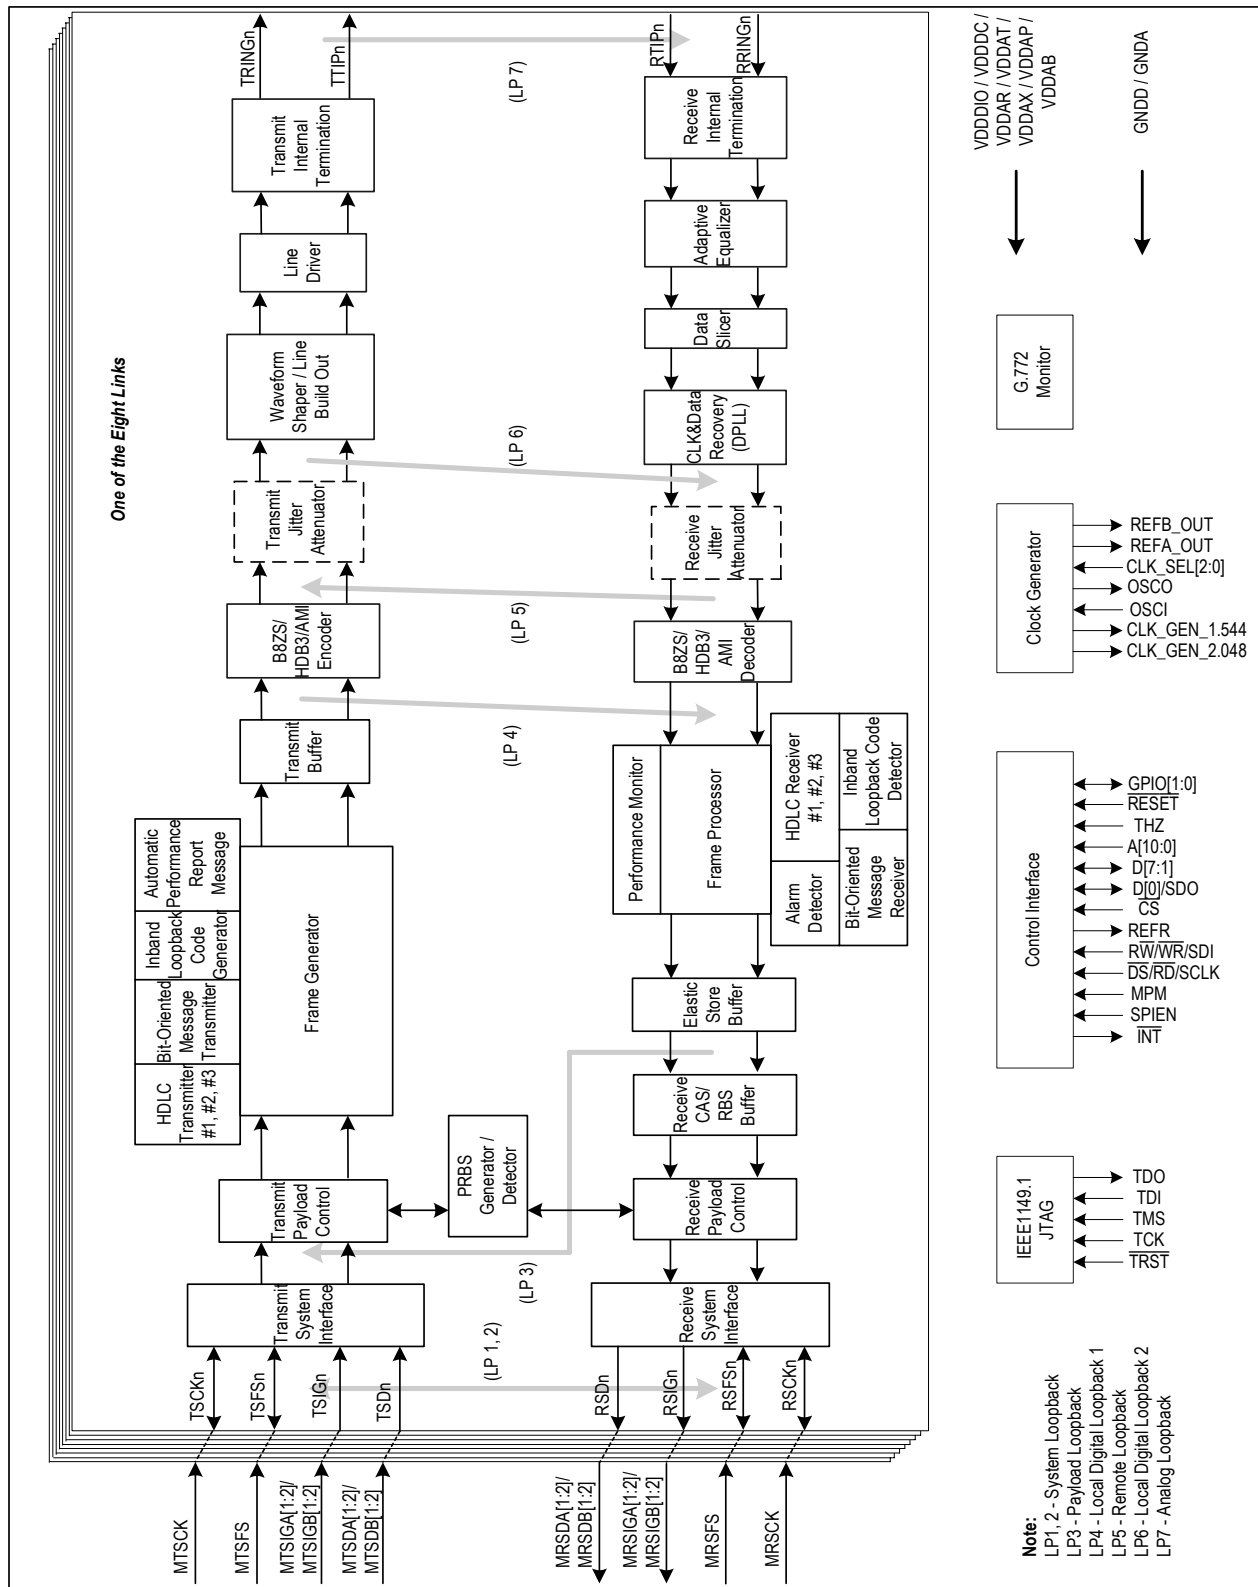 One of the Eight Links
TRINGn
TTIPn
(LP 7)
RTIPn
RRINGn
Transmit
Internal
Termination
Receive
Internal
Termination
Line
Driver
Adaptive
Equalizer
Waveform
Shaper / Line
Build Out
Data
Slicer
CLK&Data
Recovery
(DPLL)
(LP 6)
Transmit
Jitter
Attenuator
Receive
Jitter
Attenuator
(LP 5)
B8ZS/
HDB3/AMI
Encoder
B8ZS/
HDB3/
AMI
Decoder
(LP 4)
Transmit
Buffer
Automatic
Performance
Report
Message
Inband
Loopback
Code
Generator
Bit-Oriented
Message
Transmitter
HDLC
Transmitter
#1, #2, #3
Frame Generator
Performance Monitor
Frame Processor
HDLC Receiver
#1, #2, #3
Inband
Loopback Code
Detector
Alarm
Detector
Bit-Oriented
Message
Receiver
Elastic
Store
Buffer
Receive
CAS/
RBS
Buffer
PRBS
Generator /
Detector
Transmit
Payload
Control
Receive
Payload
Control
(LP 3)
Transmit
System
Interface
Receive
System
Interface
(LP 1, 2)
TSCKn
TSFSn
TSIGn
TSDn
RSDn
RSIGn
RSFSn
RSCKn
MTSCK
MTSFS
MTSIGA[1:2]/
MTSIGB[1:2]
MTSDA[1:2]/
MTSDB[1:2]
MRSDA[1:2]/
MRSDB[1:2]
MRSIGA[1:2]/
MRSIGB[1:2]
MRSFS
MRSCK
VDDDIO / VDDDC /
VDDAR / VDDAT /
VDDAX / VDDAP /
VDDAB
GNDD / GNDA
G.772
Monitor
Clock Generator
REFB_OUT
REFA_OUT
CLK_SEL[2:0]
OSCO
OSCI
CLK_GEN_1.544
CLK_GEN_2.048
Control Interface
GPIO[1:0]
RESET
THZ
A[10:0]
D[7:1]
D[0]/SDO
CS
REFR
RW/WR/SDI
DS/RD/SCLK
MPM
SPIEN
INT
IEEE1149.1
JTAG
TDO
TDI
TMS
TCK
TRST
Note:
LP1, 2 - System Loopback
LP3 - Payload Loopback
LP4 - Local Digital Loopback 1
LP5 - Remote Loopback
LP6 - Local Digital Loopback 2
LP7 - Analog Loopback